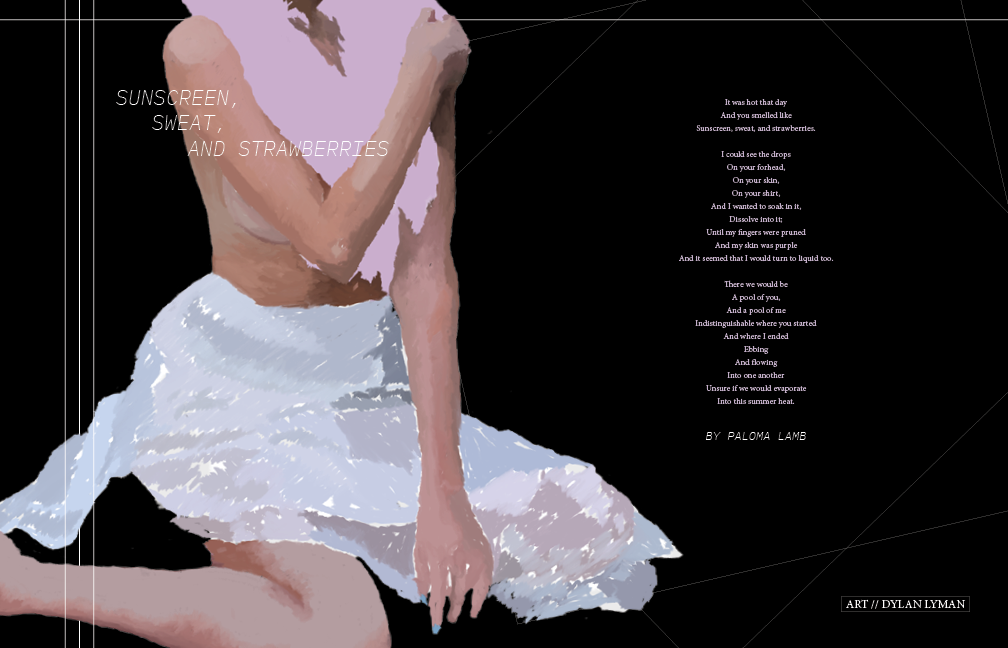 SUNSCREEN,
SWEAT,
AND STRAWBERRIES
It was hot that day
And you smelled like
Sunscreen, sweat, and strawberries.
I could see the drops
On your forhead,
On your skin,
On your shirt,
And I wanted to soak in it,
Dissolve into it;
Until my fingers were pruned
And my skin was purple
And it seemed that I would turn to liquid too.
There we would be
A pool of you,
And a pool of me
Indistinguishable where you started
And where I ended
Ebbing
And flowing
Into one another
Unsure if we would evaporate
Into this summer heat.
BY PALOMA LAMB
ART // DYLAN LYMAN